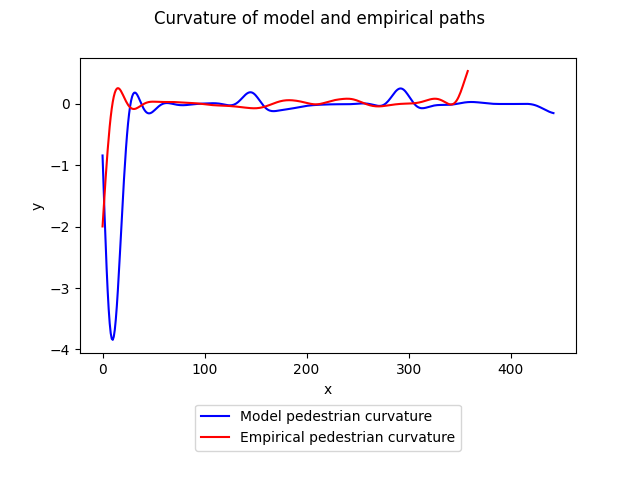 Curvature of model and empirical paths
y
0
−1
−2
−3
−4
0 100 200 300 400
x
Model pedestrian curvature
Empirical pedestrian curvature